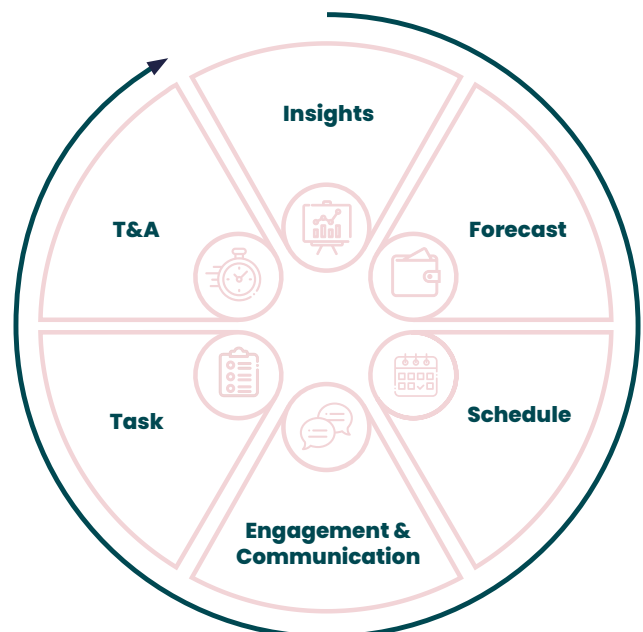 Insights
Forecast
Schedule
Engagement &
Communication
Task
T&A